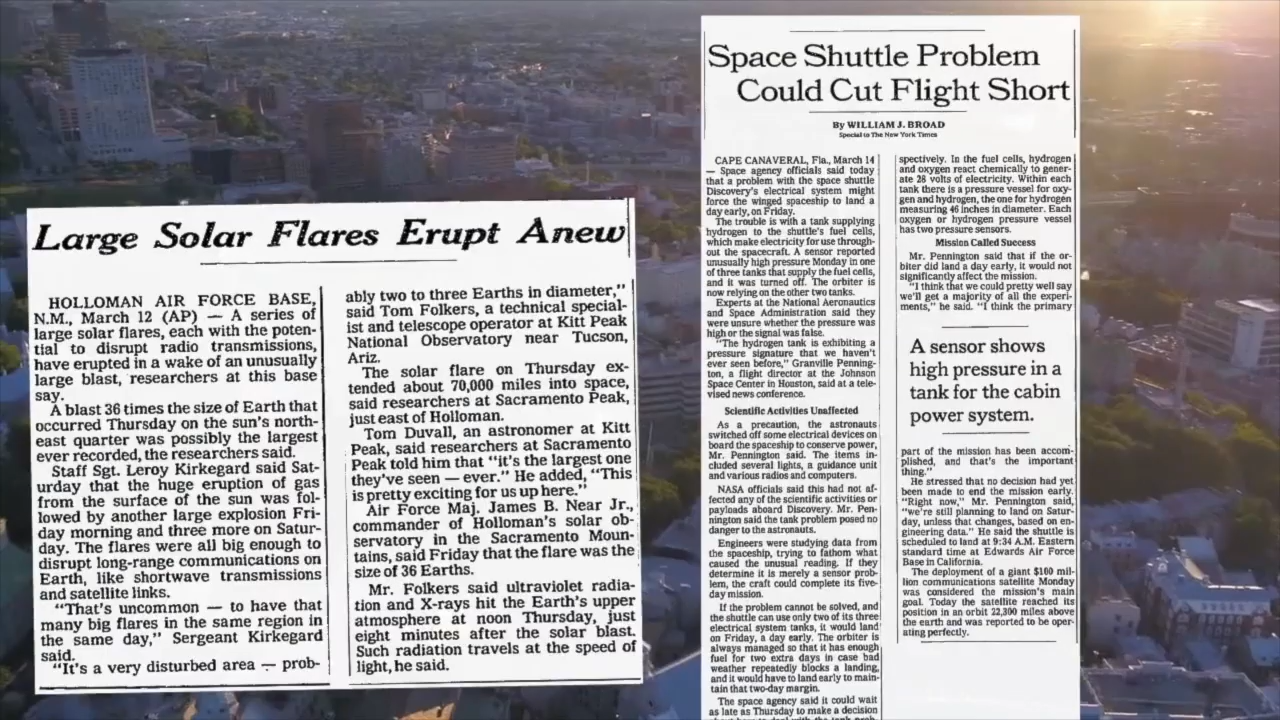 Large Solar Flares Erupt Anew
HOLLOMAN AIR FORCE BASE,
N.M., March 12 (AP) — A series of
large solar flares, each with the poten-
tial to disrupt radio transmissions,
have erupted in a wake of an unusually
large blast, researchers at this base
say.
A blast 36 times the size of Earth that
occurred Thursday on the sun's north-
east quarter was possibly the largest
ever recorded, the researchers said.
Staff Sgt. Leroy Kirkegard said Sat-
urday that the huge eruption of gas
from the surface of the sun was fol-
lowed by another large explosion Fri-
day morning and three more on Satur-
day. The flares were all big enough to
disrupt long-range communications on
Earth, like shortwave transmissions
and satellite links.
"That's uncommon — to have that
many big flares in the same region in
the same day," Sergeant Kirkegard
said.
"It's a very disturbed area — prob-
ably two to three Earths in diameter,"
said Tom Folkers, a technical special-
ist and telescope operator at Kitt Peak
National Observatory near Tucson,
Ariz.
The solar flare on Thursday ex-
tended about 70,000 miles into space,
said researchers at Sacramento Peak,
just east of Holloman.
Tom Duvall, an astronomer at Kitt
Peak, said researchers at Sacramento
Peak told him that "it's the largest one
they've seen — ever." He added, "This
is pretty exciting for us up here."
Air Force Maj. James B. Near Jr.,
commander of Holloman's solar ob-
servatory in the Sacramento Moun-
tains, said Friday that the flare was the
size of 36 Earths.
Mr. Folkers said ultraviolet radia-
tion and X-rays hit the Earth's upper
atmosphere at noon Thursday, just
eight minutes after the solar blast.
Such radiation travels at the speed of
light, he said.
Space Shuttle Problem
Could Cut Flight Short
By WILLIAM J. BROAD
Special to The New York Times
CAPE CANAVERAL, Fla., March 14
— Space agency officials said today
that a problem with the space shuttle
Discovery's electrical system might
force the winged spaceship to land a
day early, on Friday.
The trouble is with a tank supplying
hydrogen to the shuttle's fuel cells,
which make electricity for use through-
out the spacecraft. A sensor reported
unusually high pressure Monday in one
of three tanks that supply the fuel cells,
and it was turned off. The orbiter is
now relying on the other two tanks.
Experts at the National Aeronautics
and Space Administration said they
were unsure whether the pressure was
high or the signal was false.
"The hydrogen tank is exhibiting a
pressure signature that we haven't
ever seen before," Granville Penning-
ton, a flight director at the Johnson
Space Center in Houston, said at a tele-
vised news conference.
Scientific Activities Unaffected
As a precaution, the astronauts
switched off some electrical devices on
board the spaceship to conserve power,
Mr. Pennington said. The items in-
cluded several lights, a guidance unit
and various radios and computers.
NASA officials said this had not af-
fected any of the scientific activities or
payloads aboard Discovery. Mr. Pen-
nington said the tank problem posed no
danger to the astronauts.
Engineers were studying data from
the spaceship, trying to fathom what
caused the unusual reading. If they
determine it is merely a sensor prob-
lem, the craft could complete its five-
day mission.
If the problem cannot be solved, and
the shuttle can use only two of its three
electrical system tanks, it would land
on Friday, a day early. The orbiter is
always managed so that it has enough
fuel for two extra days in case bad
weather repeatedly blocks a landing,
and it would have to land early to main-
tain that two-day margin.
The space agency said it could wait
as late as Thursday to make a decision
spectively. In the fuel cells, hydrogen
and oxygen react chemically to gener-
ate 28 volts of electricity. Within each
tank there is a pressure vessel for oxy-
gen and hydrogen, the one for hydrogen
measuring 46 inches in diameter. Each
oxygen or hydrogen pressure vessel
has two pressure sensors.
Mission Called Success
Mr. Pennington said that if the or-
biter did land a day early, it would not
significantly affect the mission.
"I think that we could pretty well say
we'll get a majority of all the experi-
ments," he said. "I think the primary
A sensor shows
high pressure in a
tank for the cabin
power system.
part of the mission has been accom-
plished, and that's the important
thing."
He stressed that no decision had yet
been made to end the mission early.
"Right now," Mr. Pennington said,
"we're still planning to land on Satur-
day, unless that changes, based on en-
gineering data." He said the shuttle is
scheduled to land at 9:34 A.M. Eastern
standard time at Edwards Air Force
Base in California.
The deployment of a giant $100 mil-
lion communications satellite Monday
was considered the mission's main
goal. Today the satellite reached its
position in an orbit 22,300 miles above
the earth and was reported to be oper-
ating perfectly.